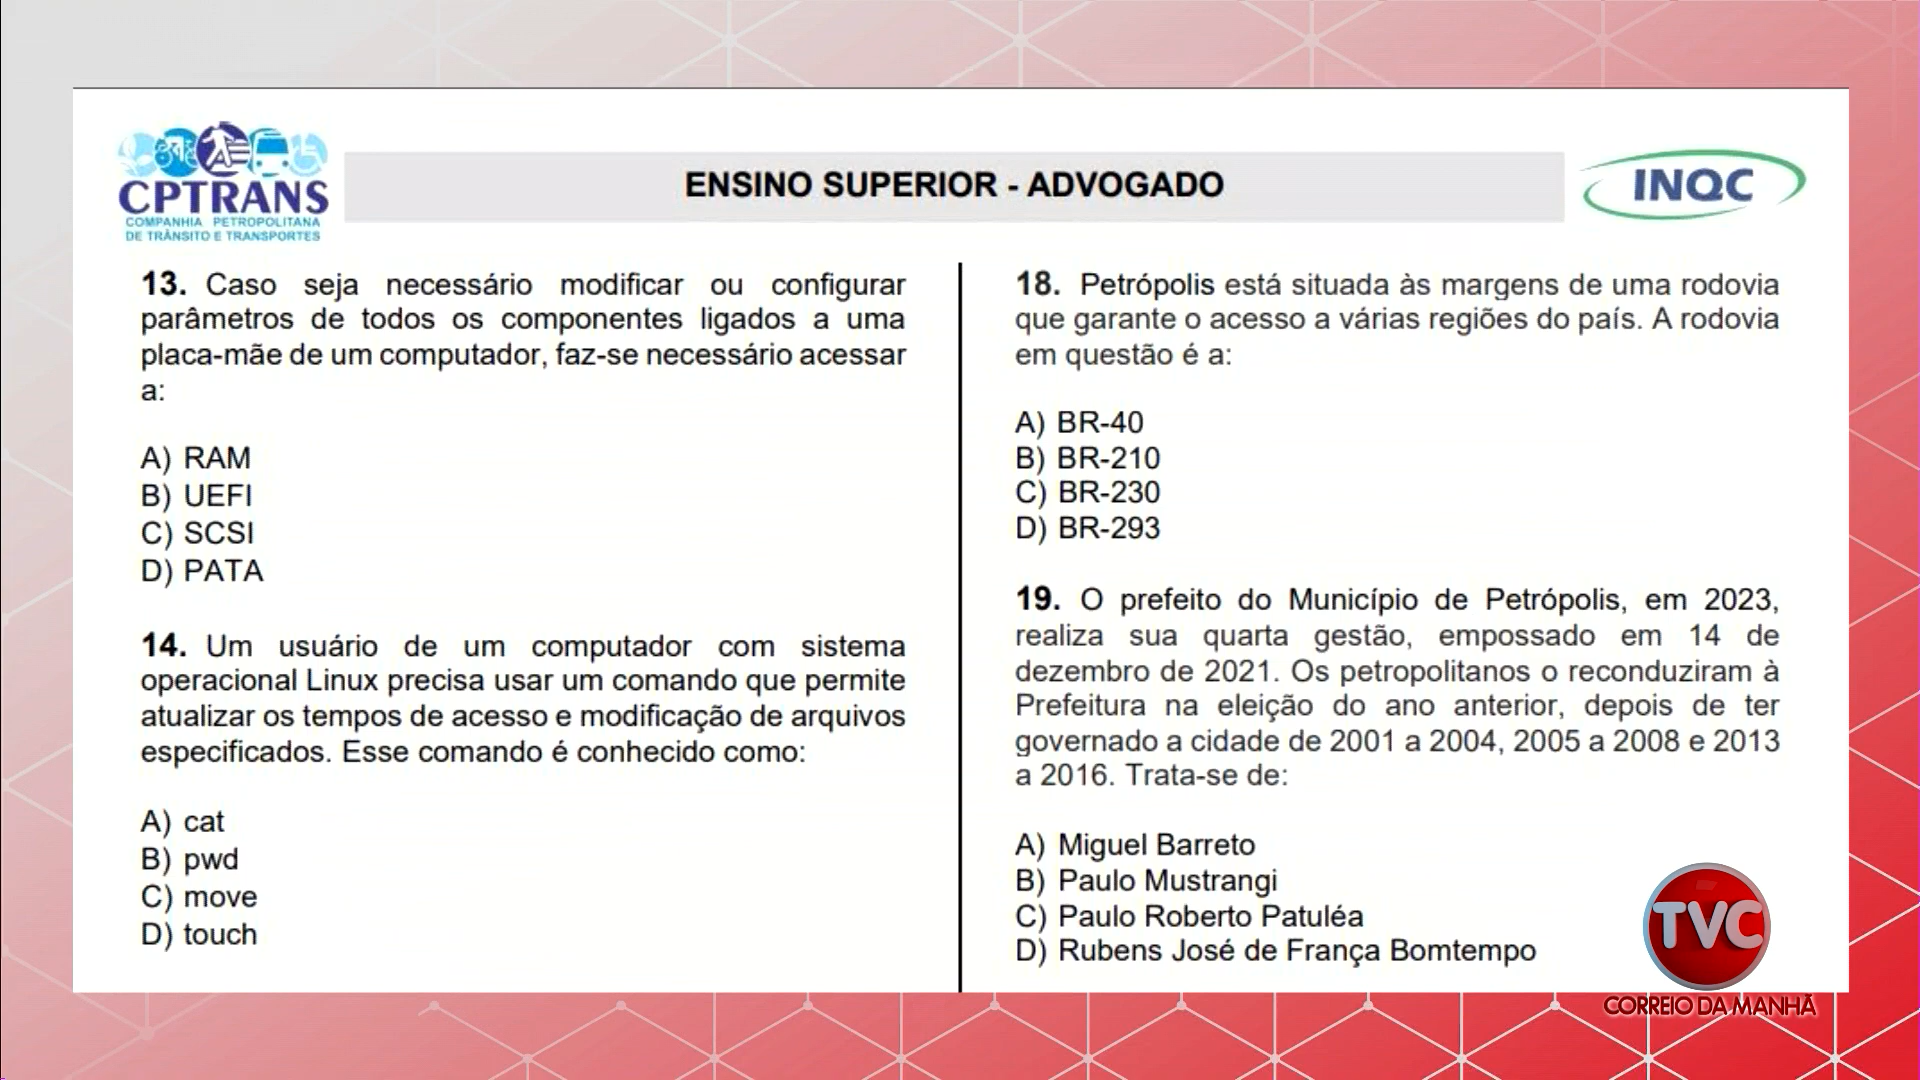 CPTRANS
COMPANHIA PETROPOLITANA
DE TRÂNSITO E TRANSPORTES
ENSINO SUPERIOR - ADVOGADO
INQC
13. Caso seja necessário modificar ou configurar
parâmetros de todos os componentes ligados a uma
placa-mãe de um computador, faz-se necessário acessar
a:
A) RAM
B) UEFI
C) SCSI
D) PATA
14. Um usuário de um computador com sistema
operacional Linux precisa usar um comando que permite
atualizar os tempos de acesso e modificação de arquivos
especificados. Esse comando é conhecido como:
A) cat
B) pwd
C) move
D) touch
18. Petrópolis está situada às margens de uma rodovia
que garante o acesso a várias regiões do país. A rodovia
em questão é a:
A) BR-40
B) BR-210
C) BR-230
D) BR-293
19. O prefeito do Município de Petrópolis, em 2023,
realiza sua quarta gestão, empossado em 14 de
dezembro de 2021. Os petropolitanos o reconduziram à
Prefeitura na eleição do ano anterior, depois de ter
governado a cidade de 2001 a 2004, 2005 a 2008 e 2013
a 2016. Trata-se de:
A) Miguel Barreto
B) Paulo Mustrangi
C) Paulo Roberto Patuléa
D) Rubens José de França Bomtempo
TVC
CORREIO DA MANHÃ